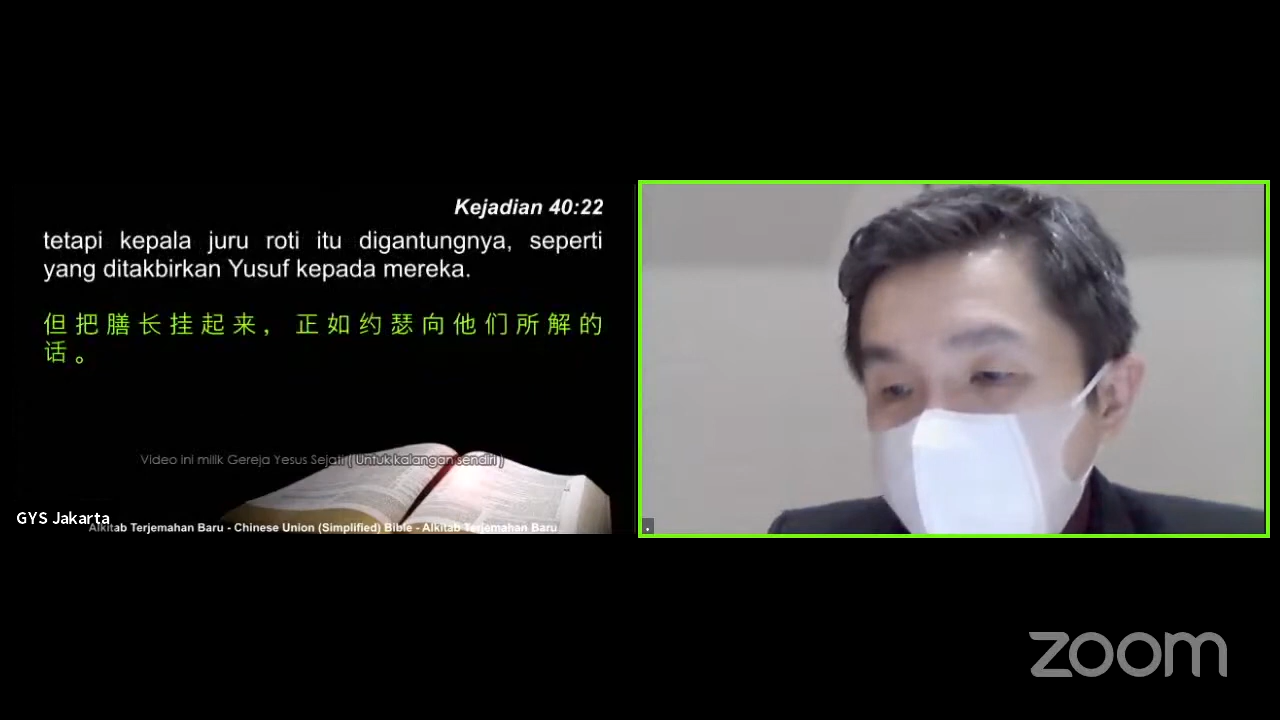 Kejadian 40:22
tetapi kepala juru roti itu digantungnya, seperti
yang ditakbirkan Yusuf kepada mereka.
但把膳长挂起来，正如约瑟向他们所解的
话。
Video ini milik Gereja Yesus Sejati ( Untuk kalangan sendiri )
GYS Jakarta
Alkitab Terjemahan Baru - Chinese Union (Simplified) Bible - Alkitab Terjemahan Baru
zoom